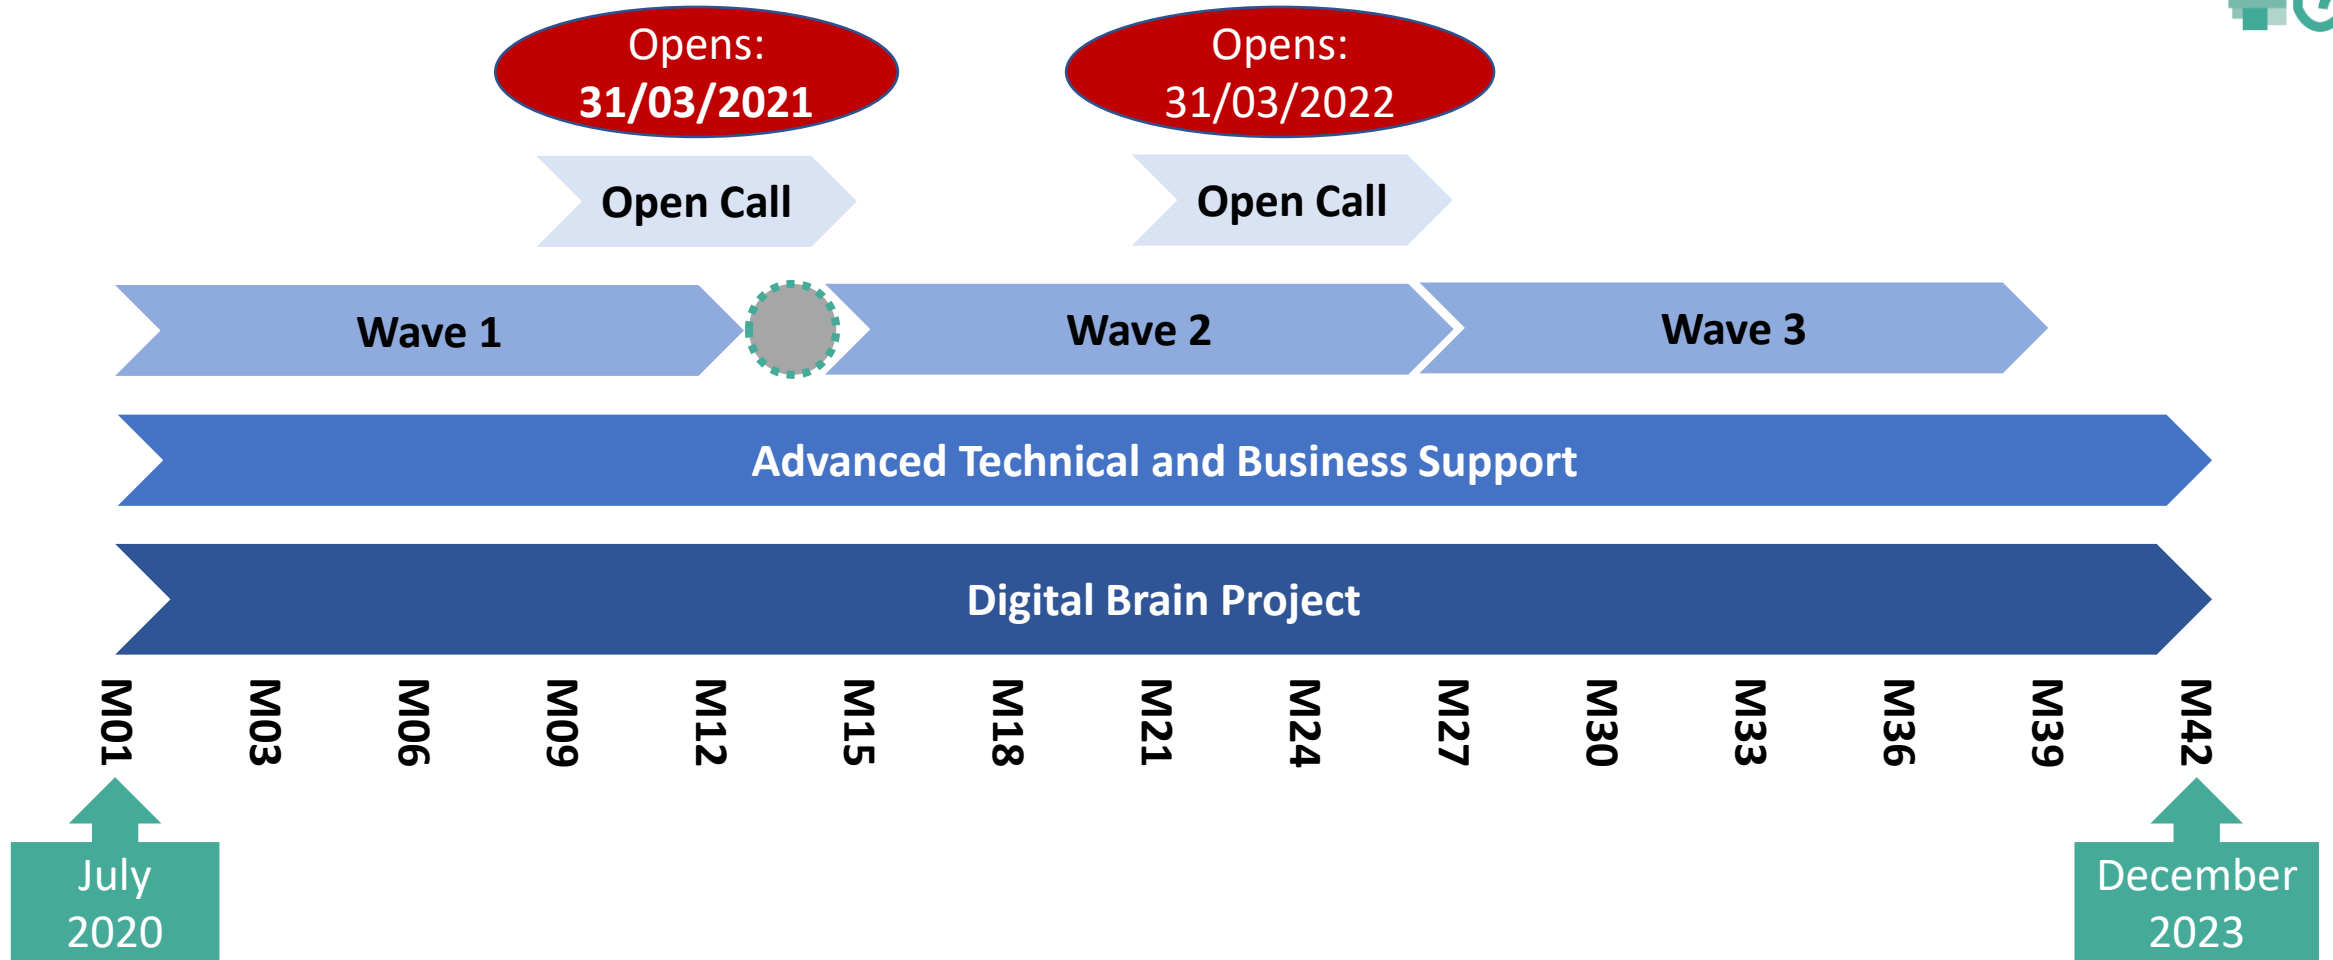 Opens:
31/03/2021
Opens:
31/03/2022
Open Call
Open Call
Wave 1
Wave 2
Wave 3
Advanced Technical and Business Support
Digital Brain Project
M01
M03
M06
M09
M12
M15
M18
M21
M24
M27
M30
M33
M36
M39
M42
July
2020
December
2023